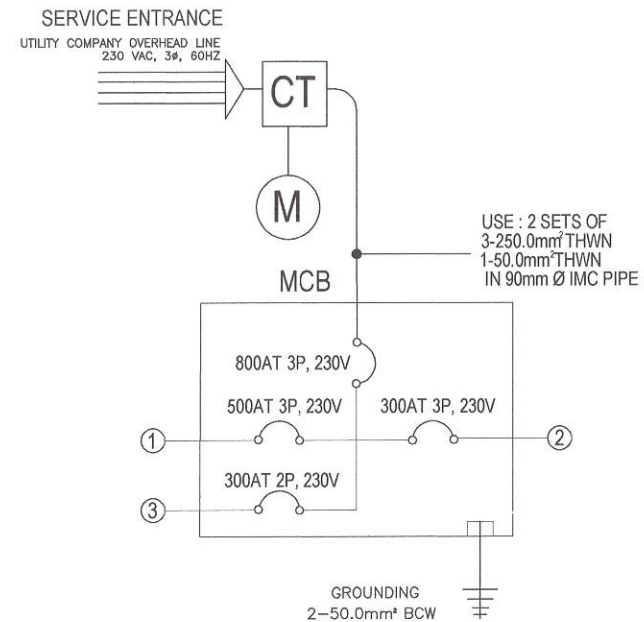 SERVICE ENTRANCE
UTILITY COMPANY OVERHEAD LINE
230 VAC, 3ø, 60HZ
CT
M
USE : 2 SETS OF
3-250.0mm² THWN
1-50.0mm² THWN
IN 90mm Ø IMC PIPE
MCB
800AT 3P, 230V
500AT 3P, 230V
300AT 3P, 230V
1
2
300AT 2P, 230V
3
GROUNDING
2-50.0mm² BCW